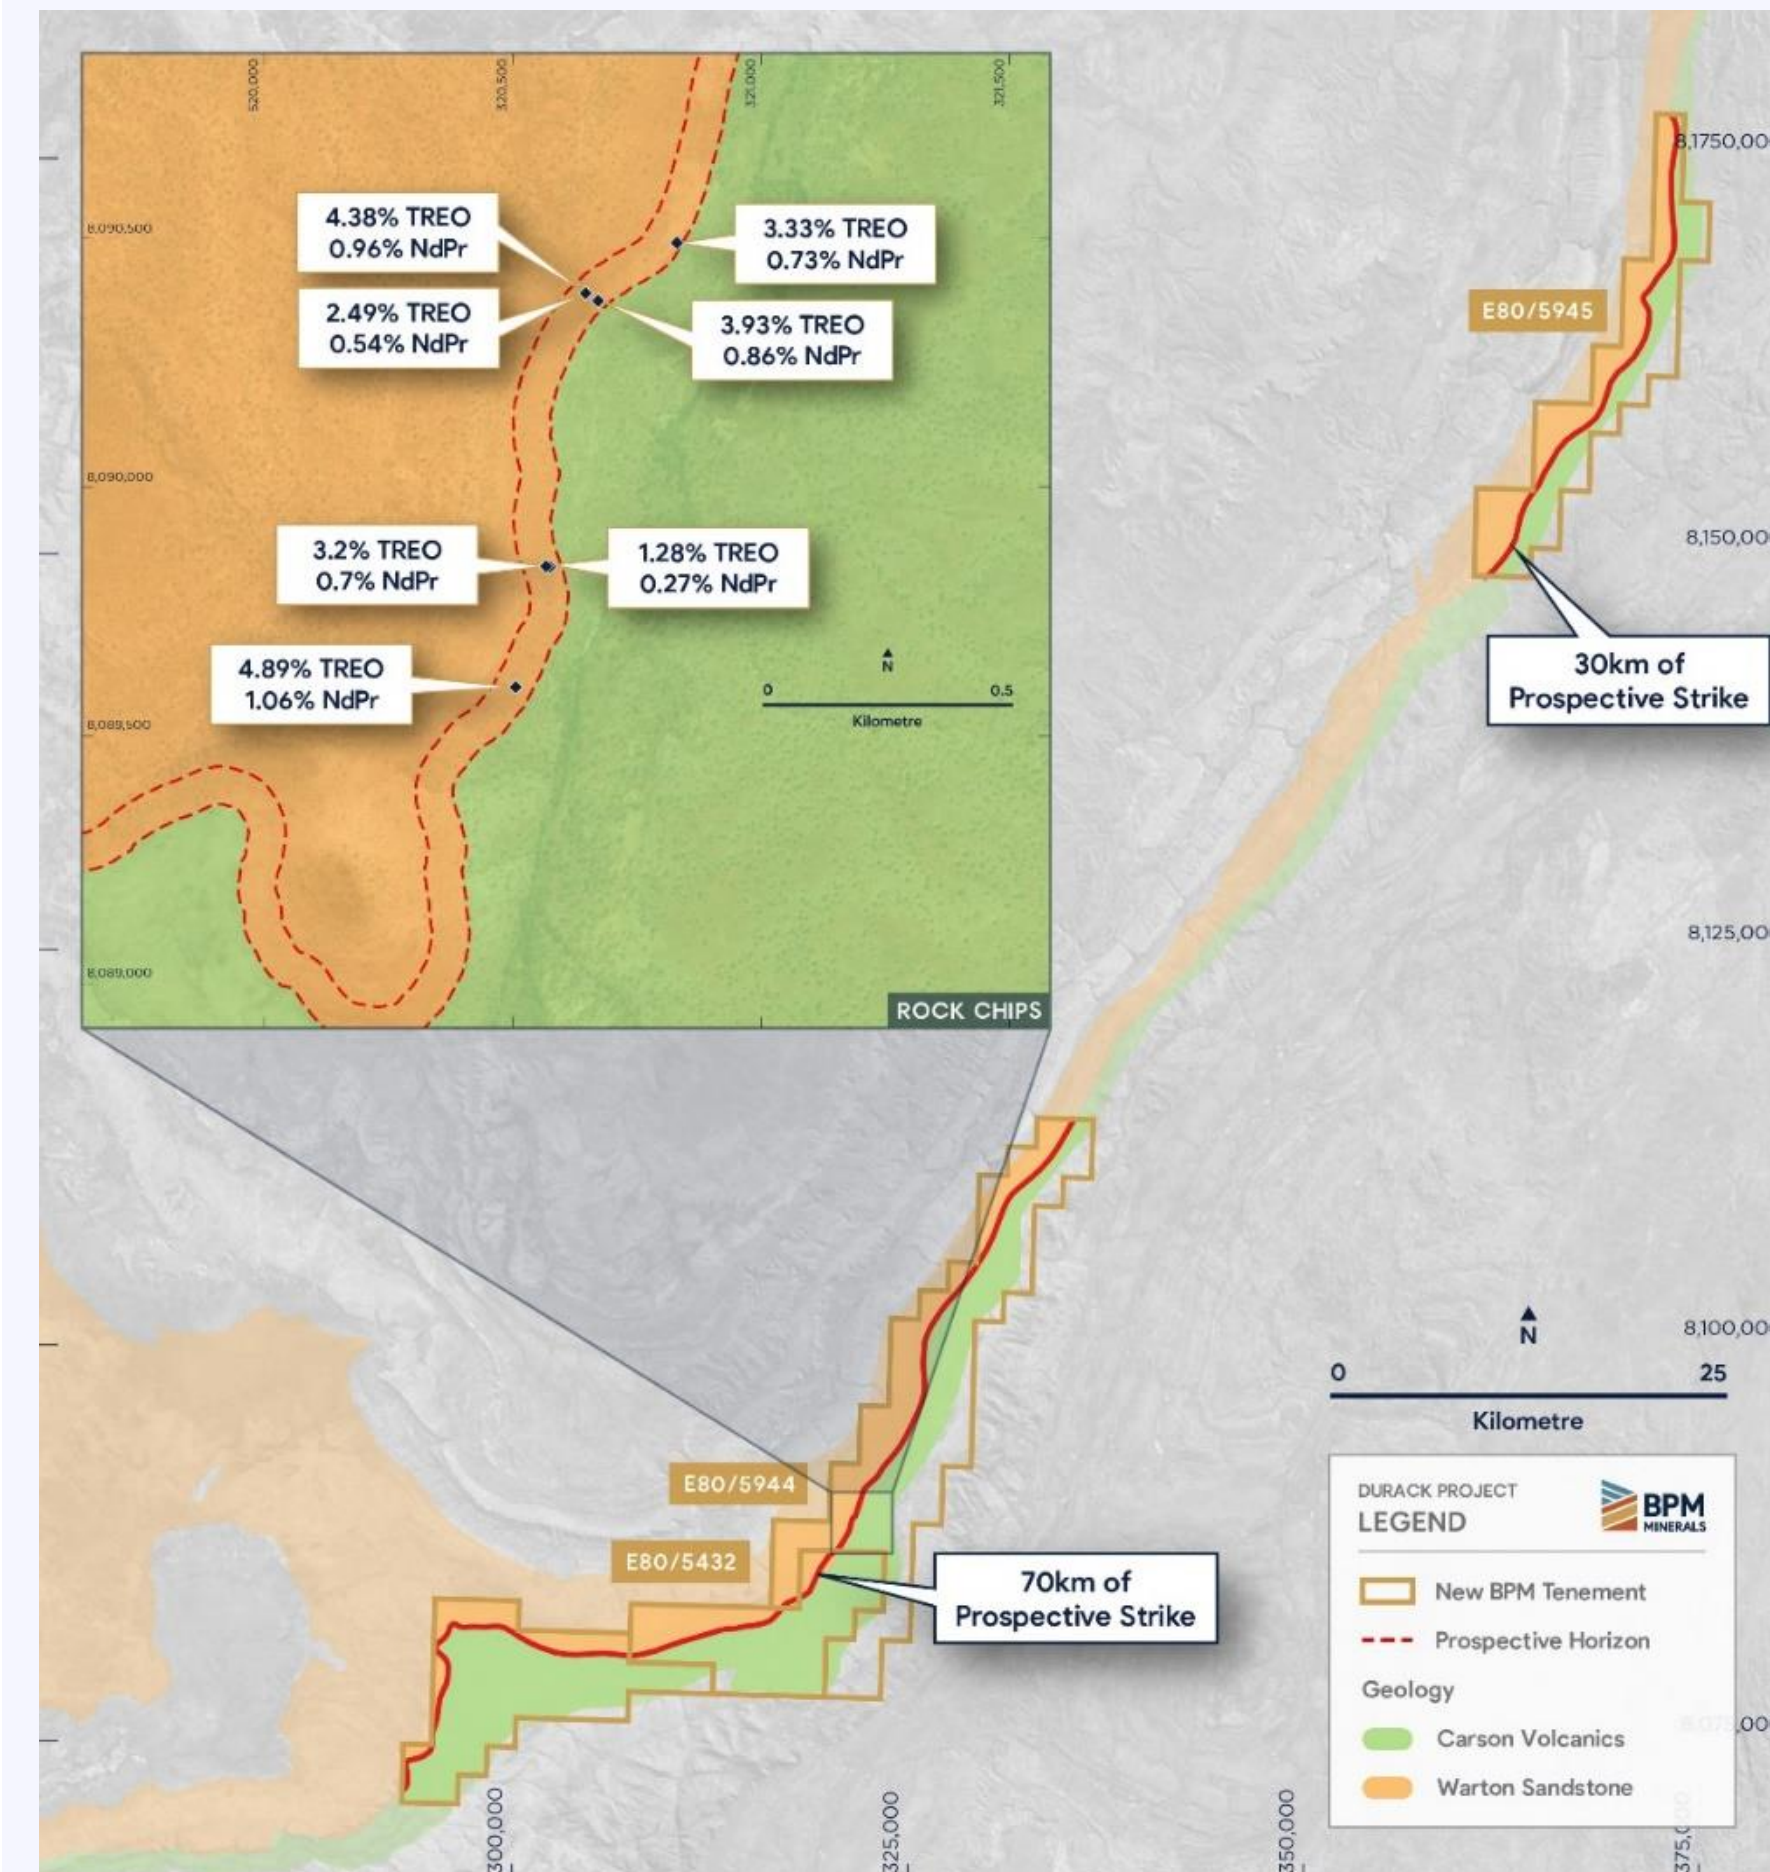 520,000
320,500
321,000
321,500
8,1750,00
4.38% TREO
0.96% NdPr
3.33% TREO
0.73% NdPr
8,090,500
2.49% TREO
0.54% NdPr
3.93% TREO
0.86% NdPr
E80/5945
8,090,000
3.2% TREO
0.7% NdPr
1.28% TREO
0.27% NdPr
8,150,00
4.89% TREO
1.06% NdPr
N
0 0.5
Kilometre
30km of
Prospective Strike
8,089,500
8,125,00
8,089,000
ROCK CHIPS
N
8,100,00
0 25
Kilometre
E80/5944
E80/5432
70km of
Prospective Strike
DURACK PROJECT
LEGEND
BPM
MINERALS
New BPM Tenement
Prospective Horizon
Geology
8,075,00
Carson Volcanics
Warton Sandstone
300,000
325,000
350,000
375,